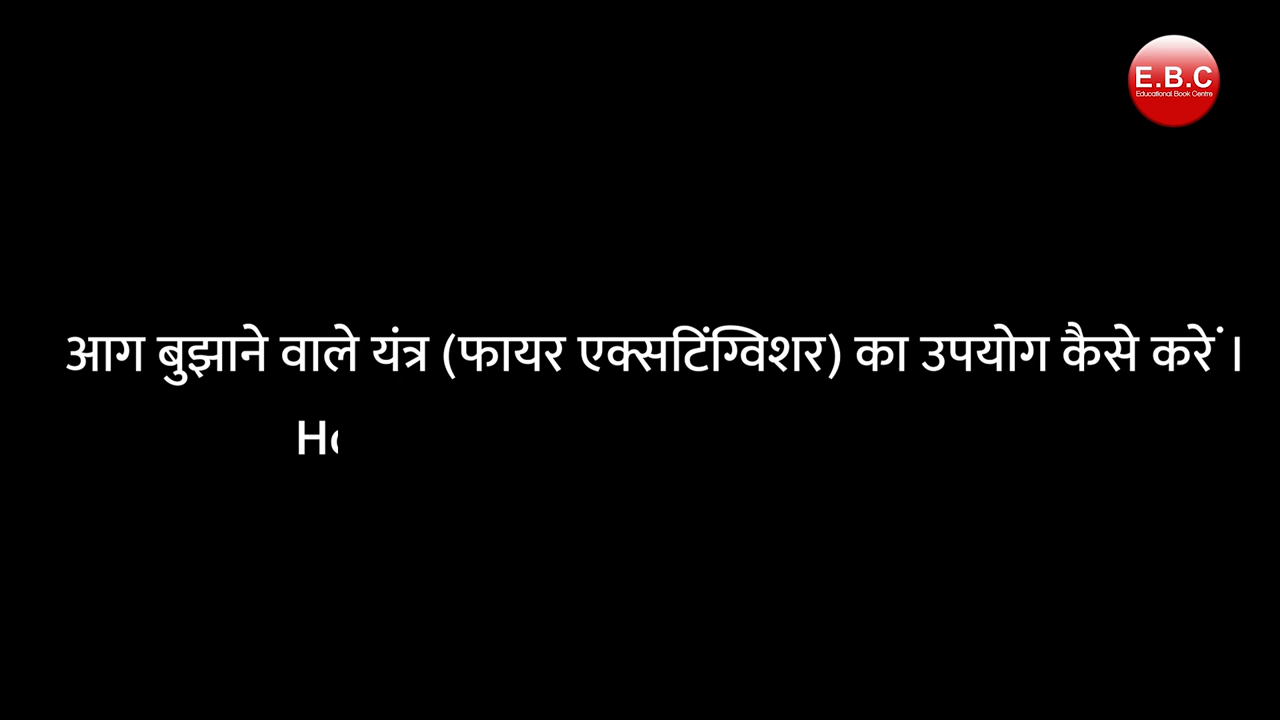 E.B.C
Educational Book Centre
आग बुझाने वाले यंत्र (फायर एक्सटिंग्विशर) का उपयोग कैसे करें ।